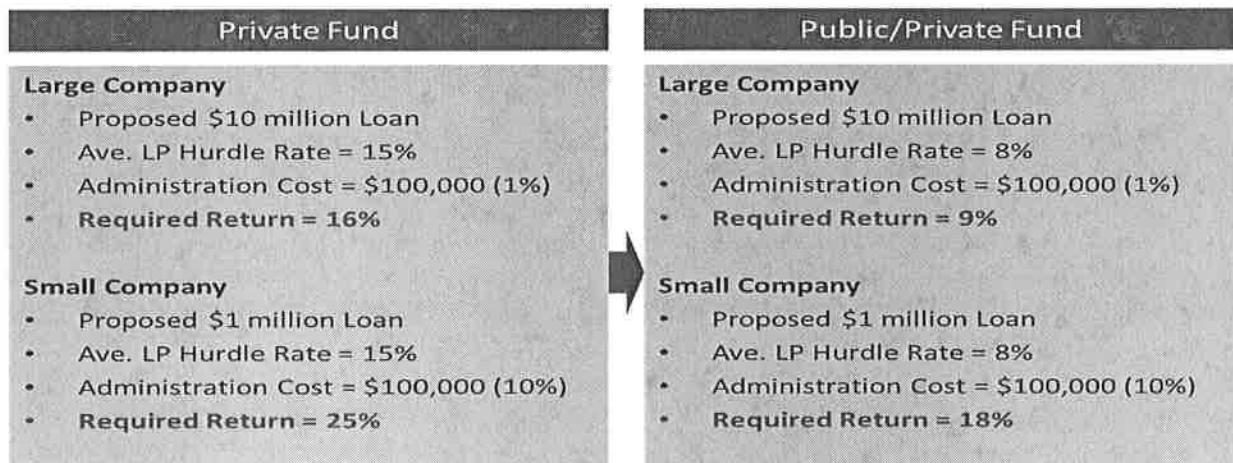 Private Fund
Large Company
• Proposed $10 million Loan
• Ave. LP Hurdle Rate = 15%
• Administration Cost = $100,000 (1%)
• Required Return = 16%
Small Company
• Proposed $1 million Loan
• Ave. LP Hurdle Rate = 15%
• Administration Cost = $100,000 (10%)
• Required Return = 25%
Public/Private Fund
Large Company
• Proposed $10 million Loan
• Ave. LP Hurdle Rate = 8%
• Administration Cost = $100,000 (1%)
• Required Return = 9%
Small Company
• Proposed $1 million Loan
• Ave. LP Hurdle Rate = 8%
• Administration Cost = $100,000 (10%)
• Required Return = 18%